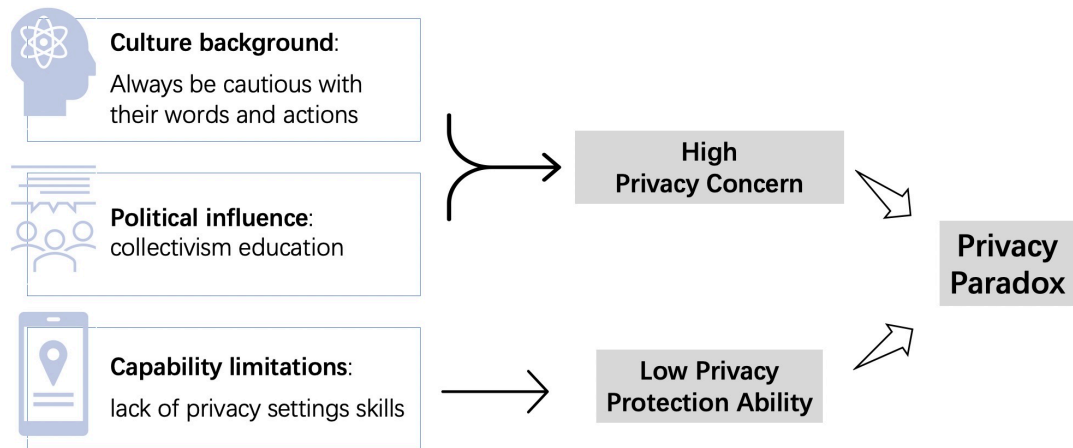 Culture background:
Always be cautious with
their words and actions
Political influence:
collectivism education
Capability limitations:
lack of privacy settings skills
High
Privacy Concern
Low Privacy
Protection Ability
Privacy
Paradox